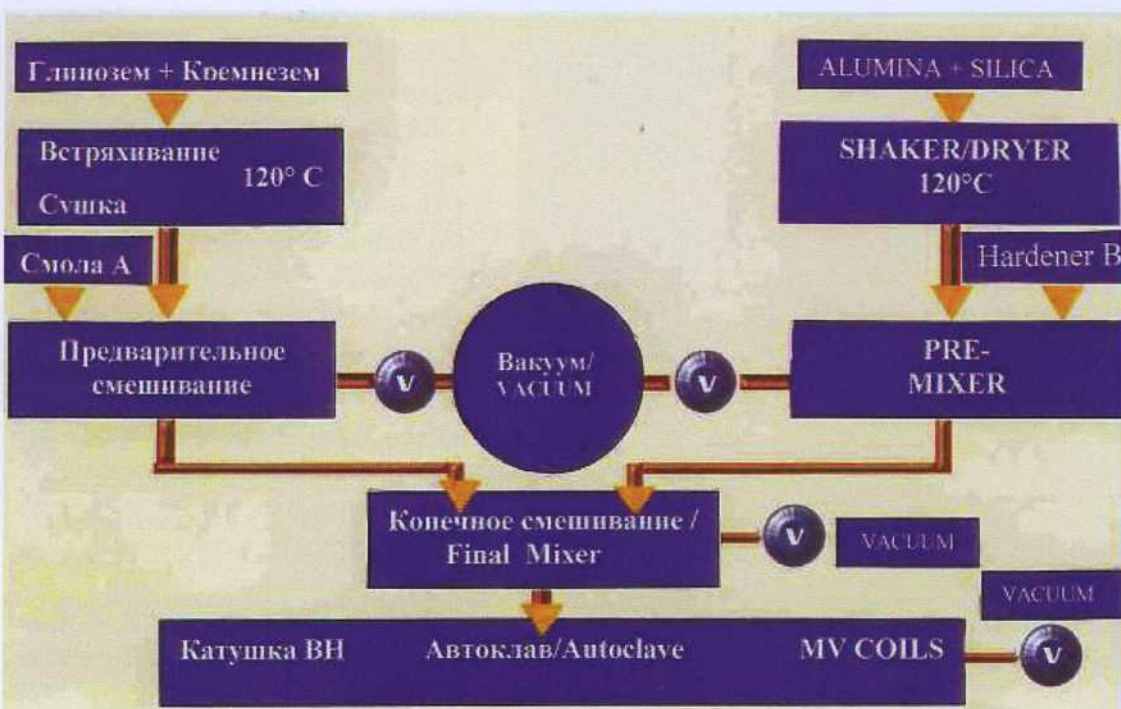 Глинозем + Кремнезем
ALUMINA + SILICA
Встряхивание
120° C
Сушка
SHAKER/DRYER
120°C
Смола А
Hardener B
Предварительное
смешивание
V
Вакуум/
VACUUM
V
PRE-
MIXER
Конечное смешивание /
Final Mixer
V
VACUUM
VACUUM
Катушка ВН
Автоклав/Autoclave
MV COILS
V